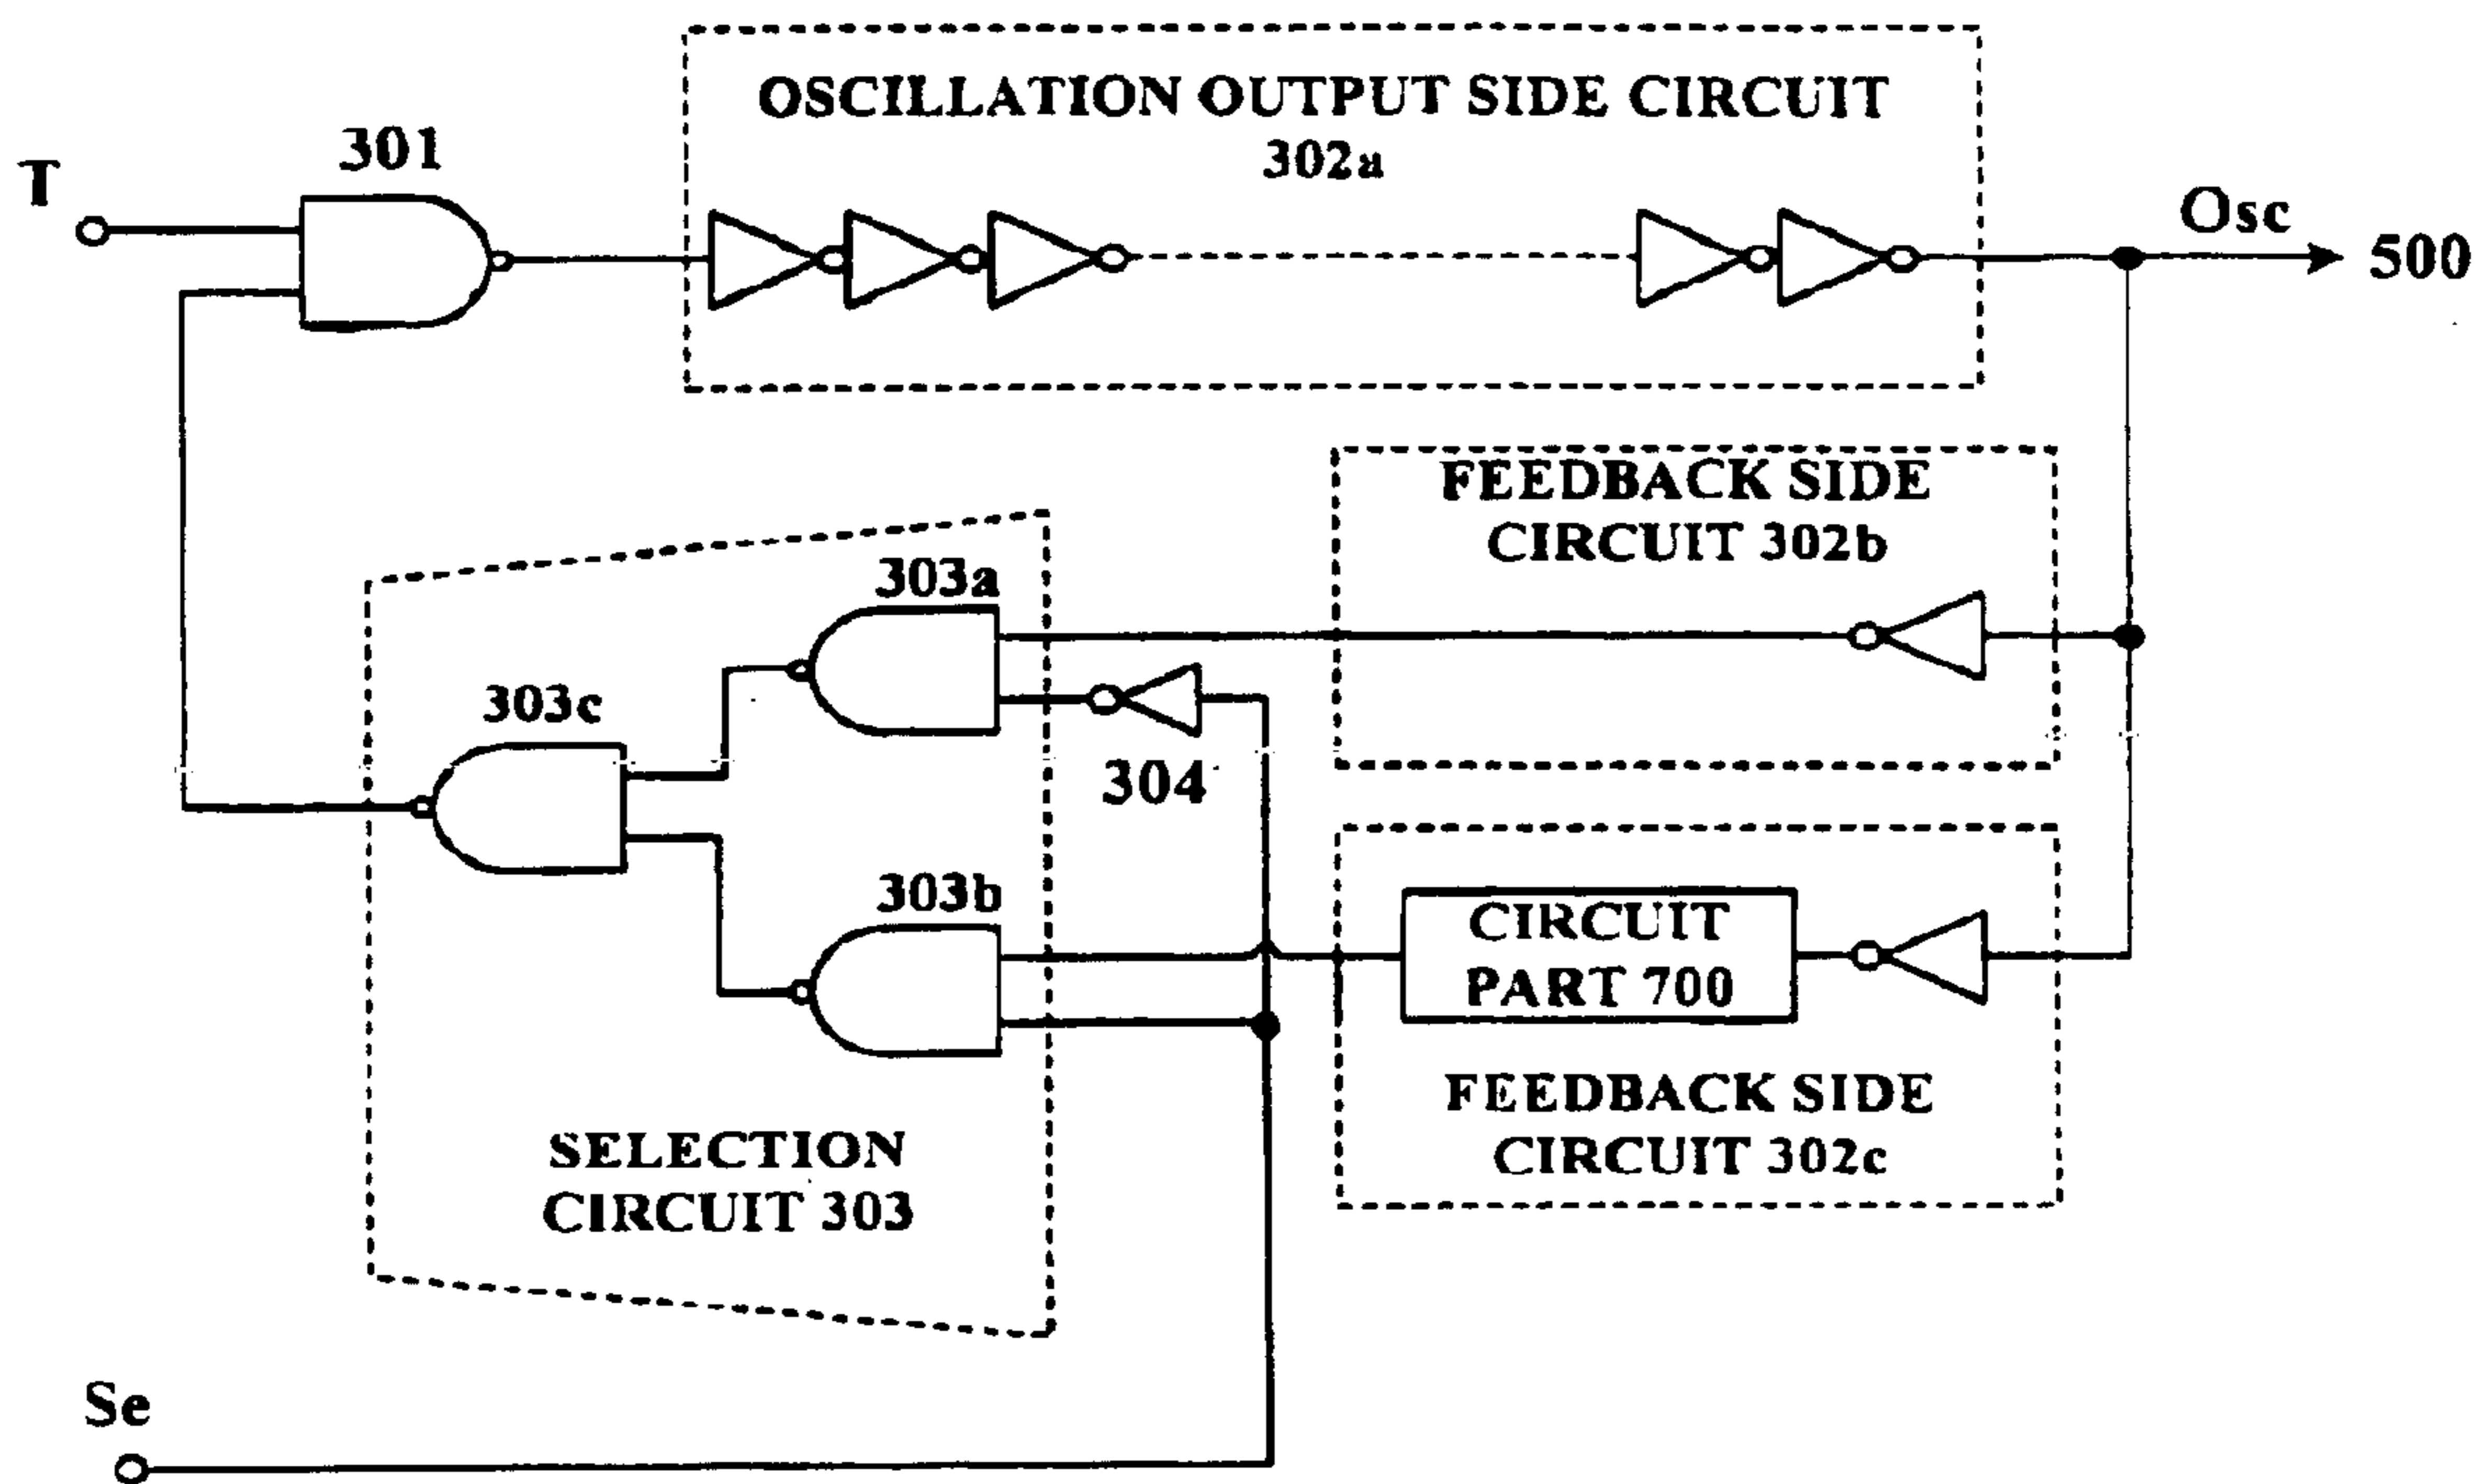 OSCILLATION OUTPUT SIDE CIRCUIT
302a
301
T
Osc
500
FEEDBACK SIDE
CIRCUIT 302b
303a
303c
304
303b
CIRCUIT
PART 700
FEEDBACK SIDE
CIRCUIT 302c
SELECTION
CIRCUIT 303
Se